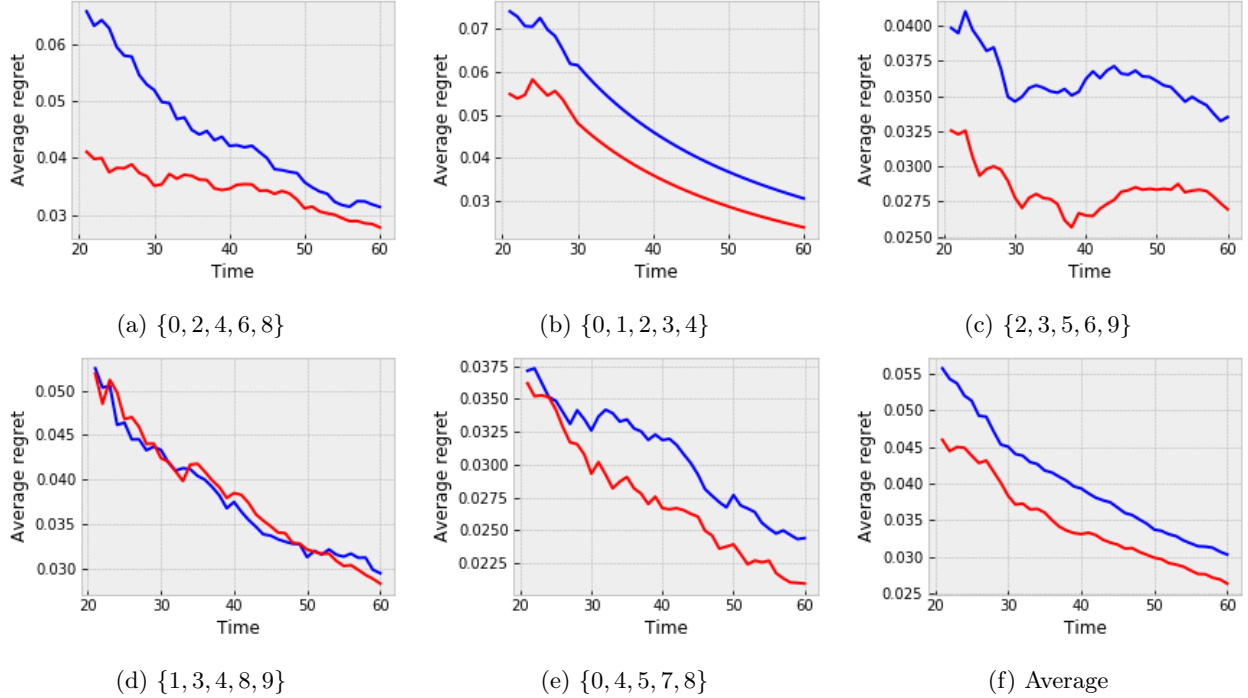 Average regret
0.06
0.05
0.04
0.03
20 30 40 50 60
Time
(a) {0, 2, 4, 6, 8}
Average regret
0.07
0.06
0.05
0.04
0.03
20 30 40 50 60
Time
(b) {0, 1, 2, 3, 4}
Average regret
0.0400
0.0375
0.0350
0.0325
0.0300
0.0275
0.0250
20 30 40 50 60
Time
(c) {2, 3, 5, 6, 9}
Average regret
0.050
0.045
0.040
0.035
0.030
20 30 40 50 60
Time
(d) {1, 3, 4, 8, 9}
Average regret
0.0375
0.0350
0.0325
0.0300
0.0275
0.0250
0.0225
20 30 40 50 60
Time
(e) {0, 4, 5, 7, 8}
Average regret
0.055
0.050
0.045
0.040
0.035
0.030
0.025
20 30 40 50 60
Time
(f) Average